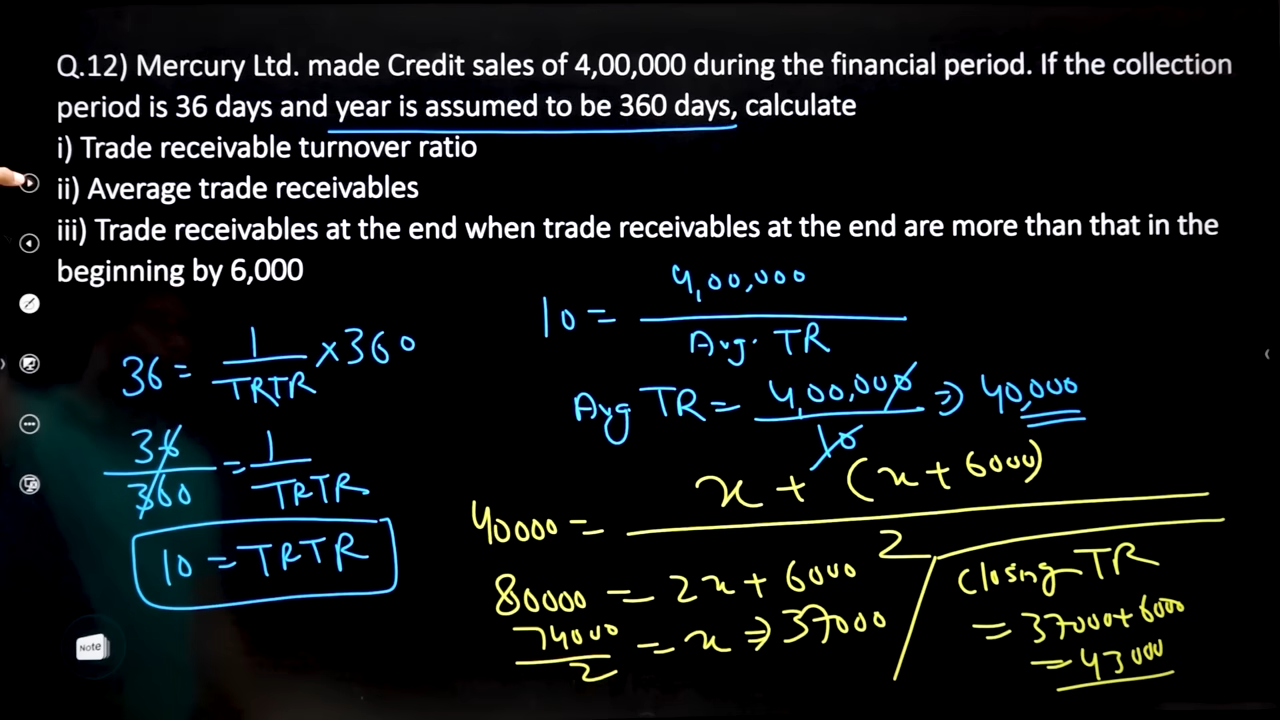 Q.12) Mercury Ltd. made Credit sales of 4,00,000 during the financial period. If the collection
period is 36 days and year is assumed to be 360 days, calculate
i) Trade receivable turnover ratio
ii) Average trade receivables
iii) Trade receivables at the end when trade receivables at the end are more than that in the
beginning by 6,000
36 = 1/TRTR × 360
36/360 = 1/TRTR
10 = TRTR
10 = 4,00,000/Avg. TR
Avg TR = 4,00,000/10 ⇒ 40,000
40000 = x + (x + 6000)/2
80000 = 2x + 6000
74000/2 = x ⇒ 37000
Closing TR
= 37000 + 6000
= 43000
Note